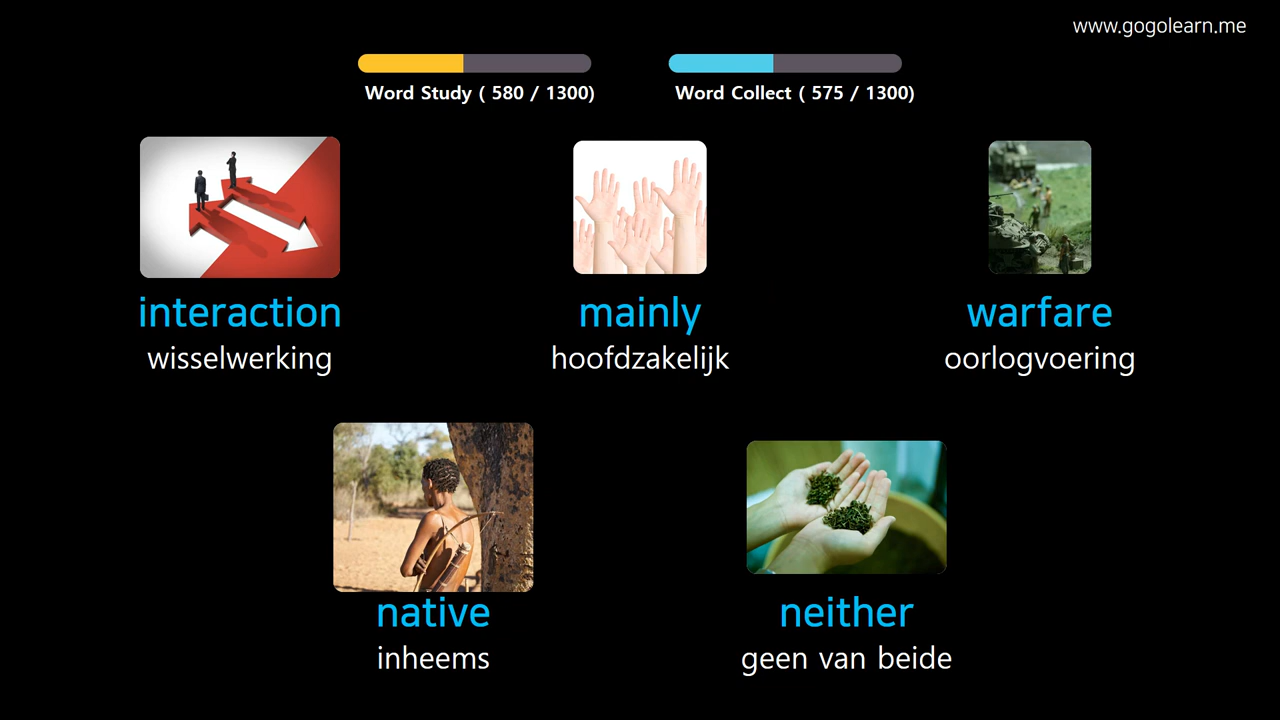 www.gogolearn.me
Word Study ( 580 / 1300)
Word Collect ( 575 / 1300)
interaction
wisselwerking
mainly
hoofdzakelijk
warfare
oorlogvoering
native
inheems
neither
geen van beide